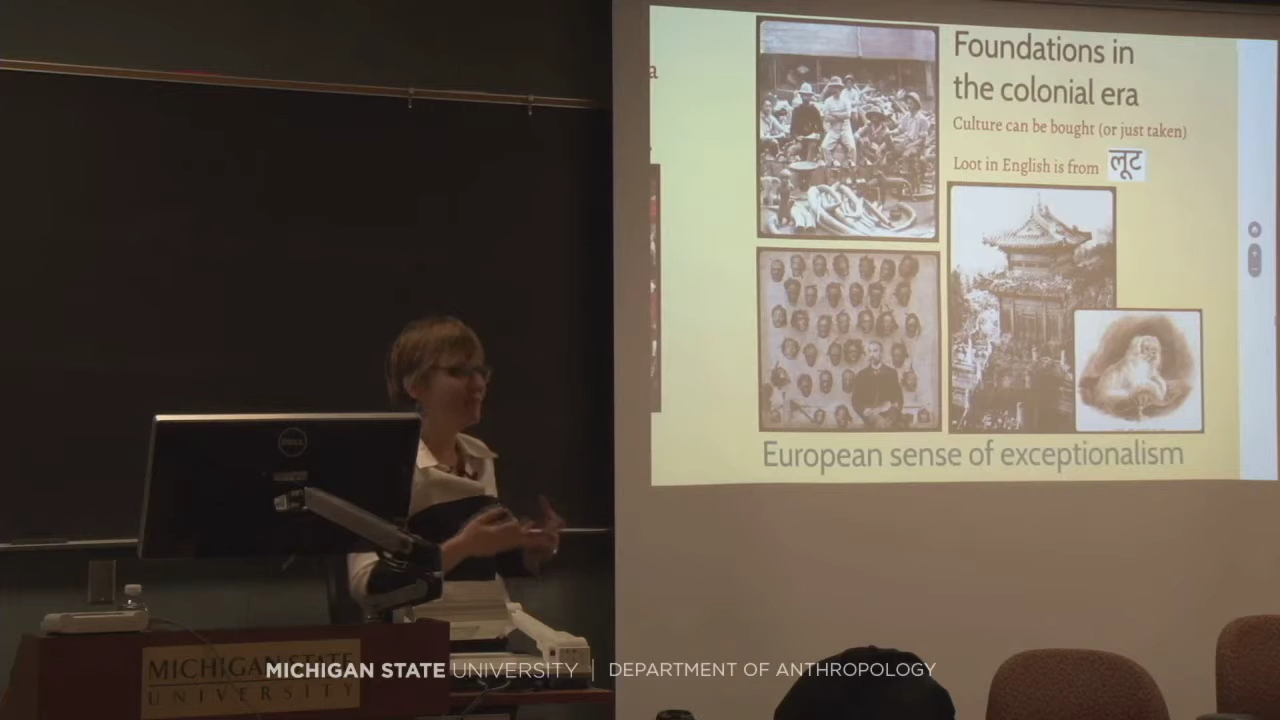 Foundations in
the colonial era
Culture can be bought (or just taken)
Loot in English is from लूट
European sense of exceptionalism
a
DELL
MICHIGAN STATE
UNIVERSITY
MICHIGAN STATE UNIVERSITY | DEPARTMENT OF ANTHROPOLOGY